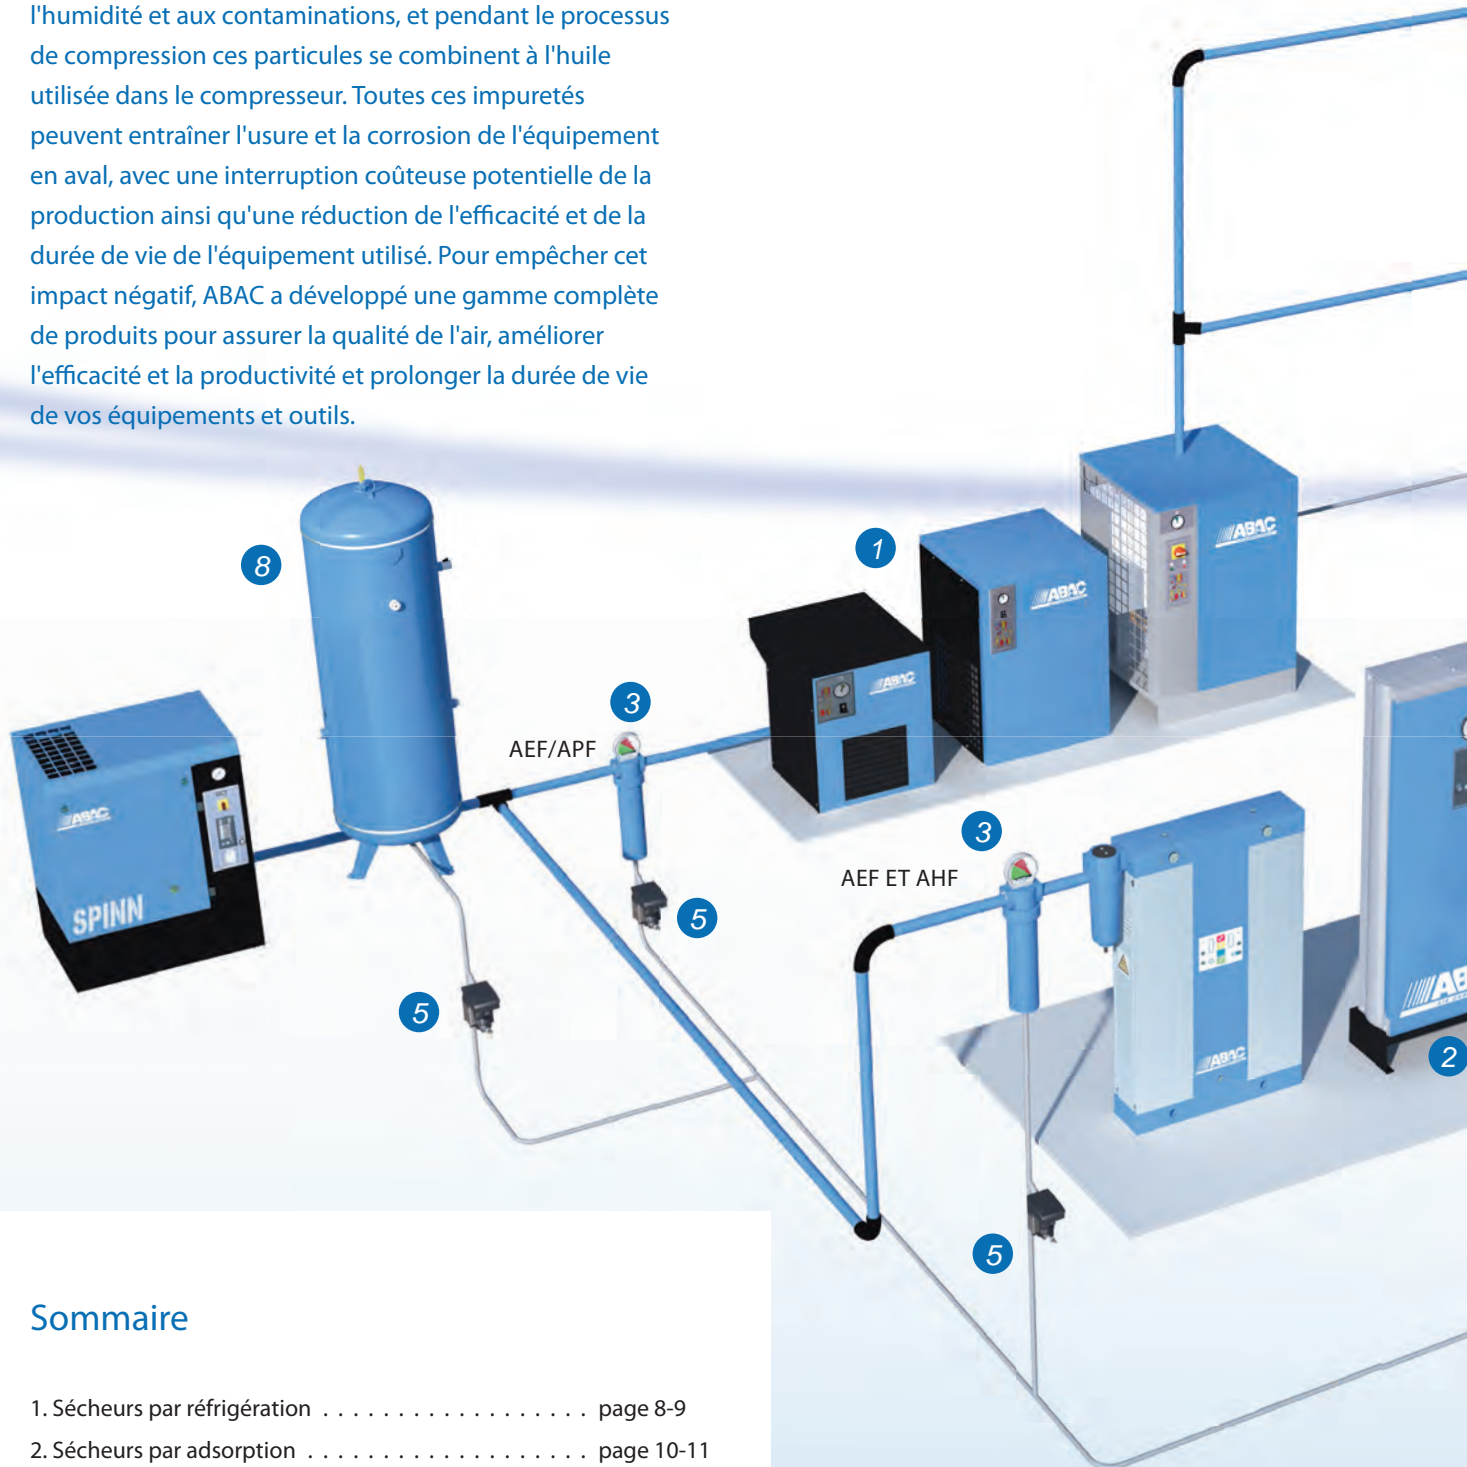 l'humidité et aux contaminations, et pendant le processus
de compression ces particules se combinent à l'huile
utilisée dans le compresseur. Toutes ces impuretés
peuvent entraîner l'usure et la corrosion de l'équipement
en aval, avec une interruption coûteuse potentielle de la
production ainsi qu'une réduction de l'efficacité et de la
durée de vie de l'équipement utilisé. Pour empêcher cet
impact négatif, ABAC a développé une gamme complète
de produits pour assurer la qualité de l'air, améliorer
l'efficacité et la productivité et prolonger la durée de vie
de vos équipements et outils.
8
1
ABAC
ABAC
ABAC
3
AEF/APF
ABAC
SPINN
3
AEF ET AHF
5
5
ABAC
AB
2
5
Sommaire
1. Sécheurs par réfrigération . . . . . . . . . . . . . . . . . . page 8-9
2. Sécheurs par adsorption . . . . . . . . . . . . . . . . . . . page 10-11